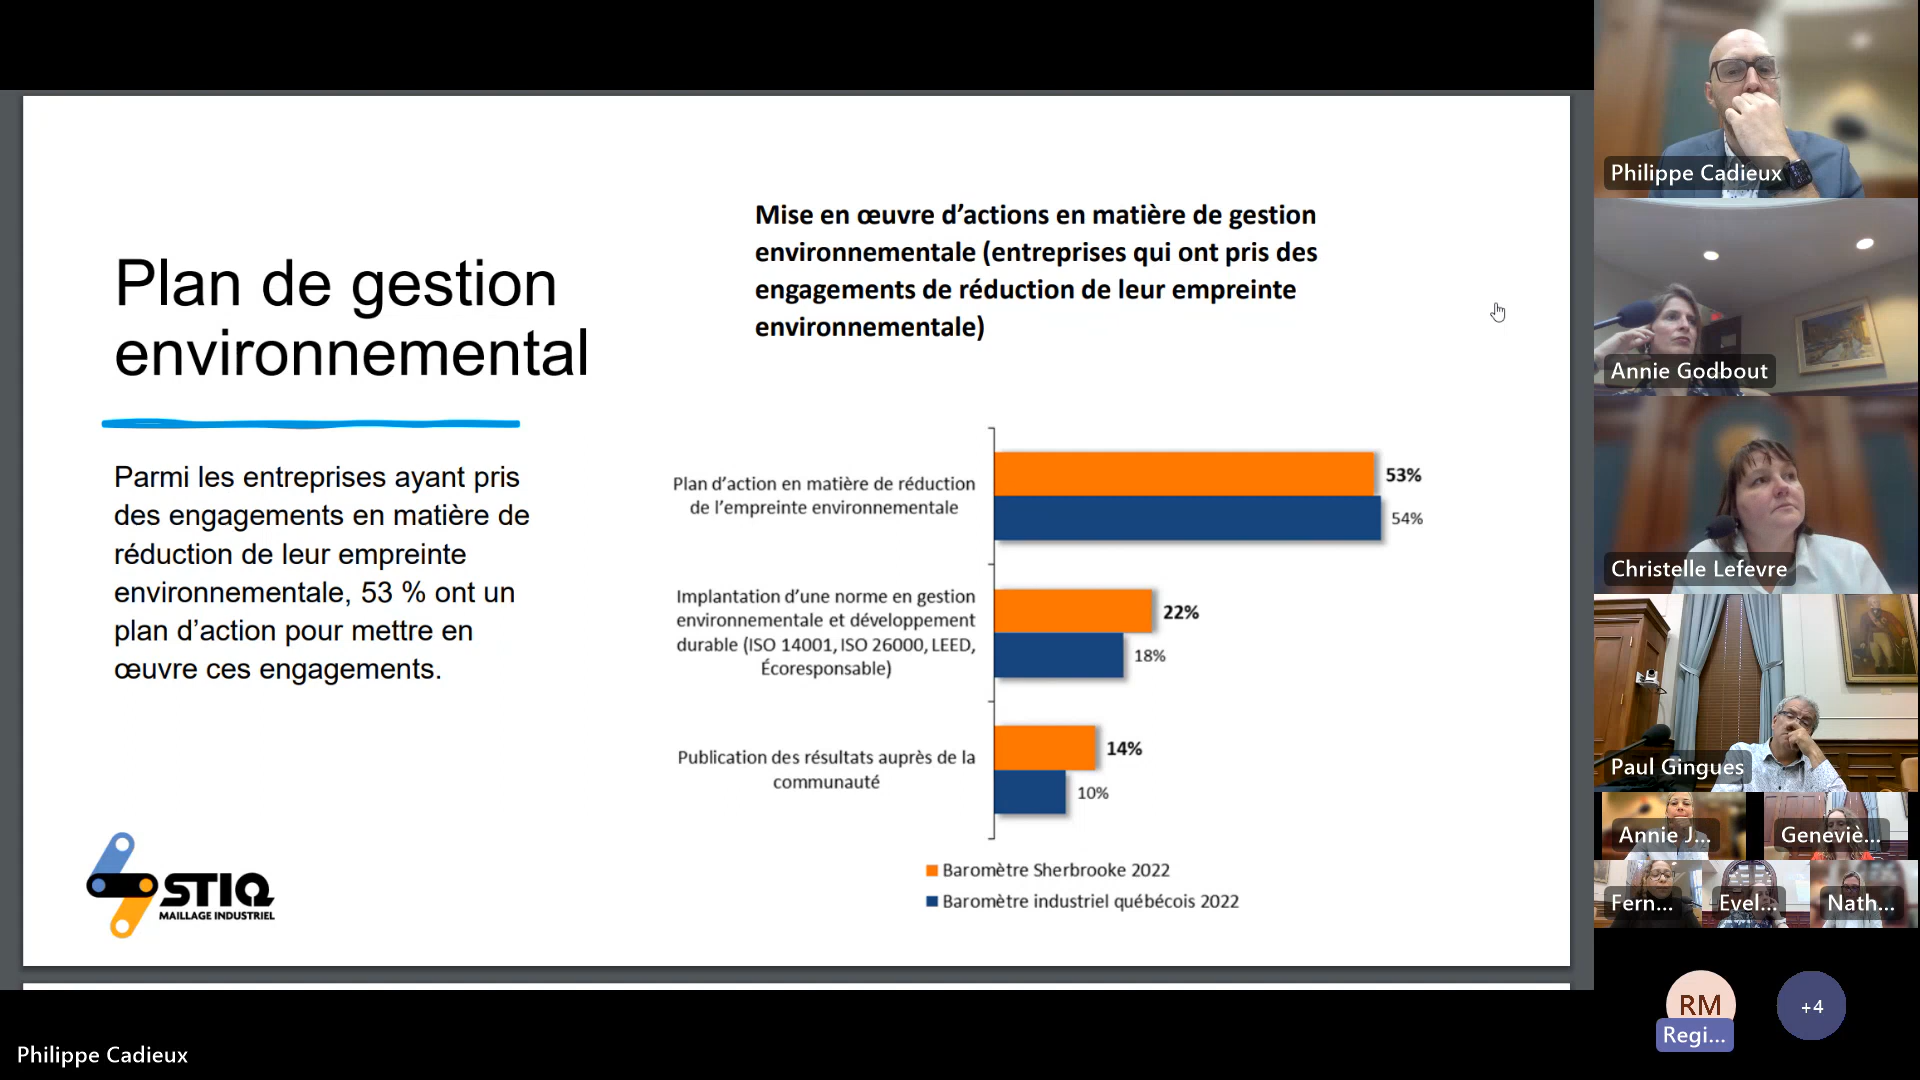 Plan de gestion
environnemental
Parmi les entreprises ayant pris
des engagements en matière de
réduction de leur empreinte
environnementale, 53 % ont un
plan d’action pour mettre en
œuvre ces engagements.
STIQ
MAILLAGE INDUSTRIEL
Mise en œuvre d’actions en matière de gestion
environnementale (entreprises qui ont pris des
engagements de réduction de leur empreinte
environnementale)
Plan d’action en matière de réduction
de l’empreinte environnementale
53%
54%
Implantation d’une norme en gestion
environnementale et développement
durable (ISO 14001, ISO 26000, LEED,
Écoresponsable)
22%
18%
Publication des résultats auprès de la
communauté
14%
10%
Baromètre Sherbrooke 2022
Baromètre industriel québécois 2022
Philippe Cadieux
Annie Godbout
Christelle Lefevre
Paul Gingues
Annie J...
Geneviè...
Fern...
Evel...
Nath...
RM
Regi...
+4
Philippe Cadieux